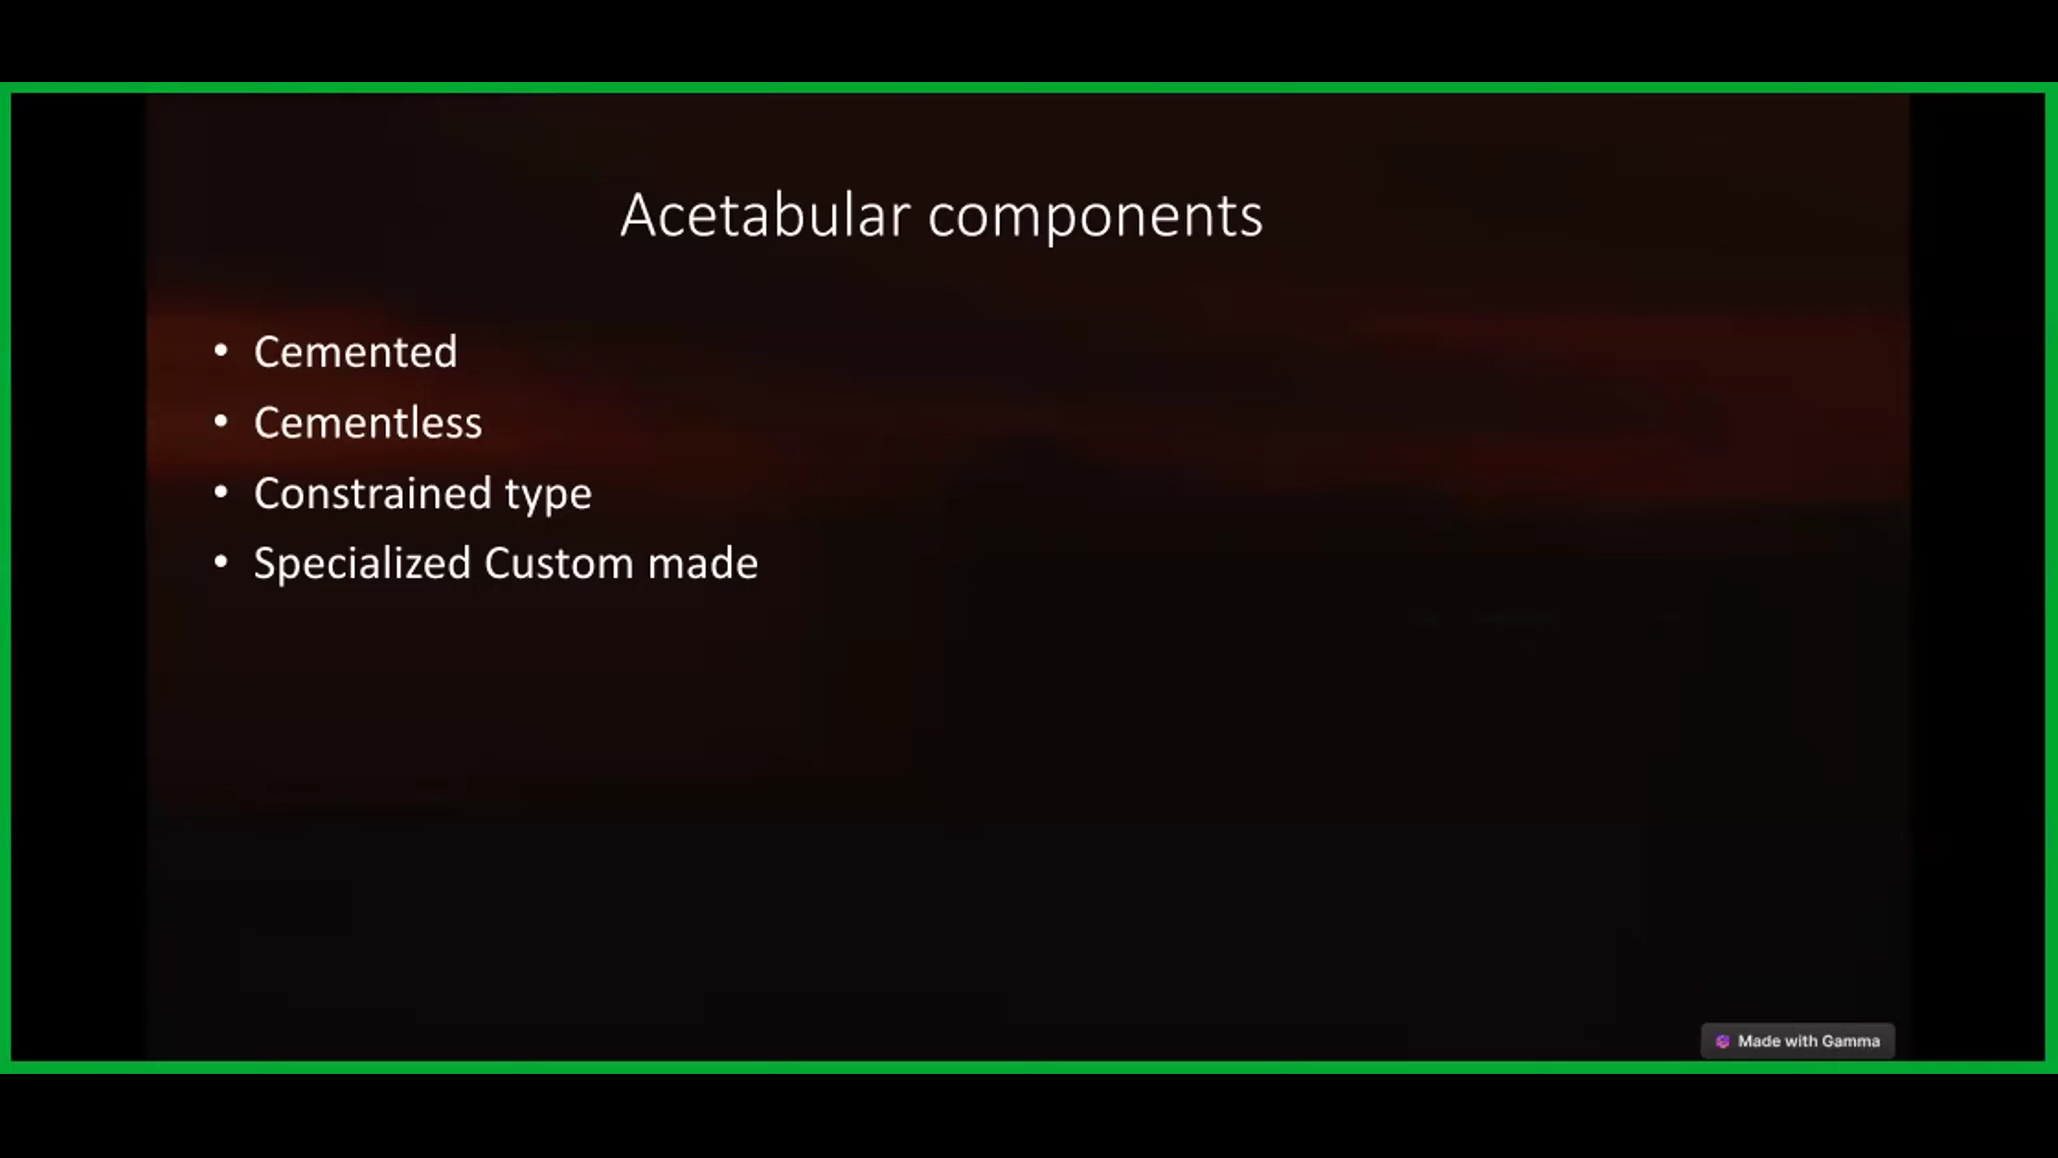 Acetabular components
• Cemented
• Cementless
• Constrained type
• Specialized Custom made
Made with Gamma